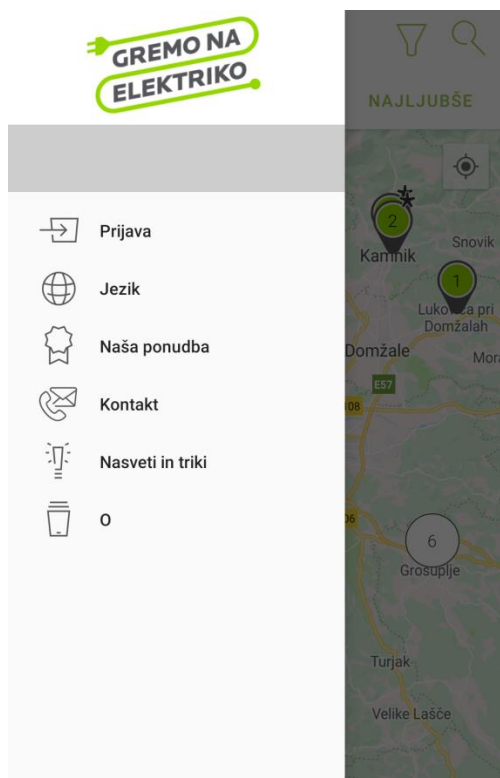 GREMO NA
ELEKTRIKO
NAJLJUBŠE
Prijava
Jezik
Naša ponudba
Kontakt
Nasveti in triki
O
2
Kamnik
Snovik
1
Lukovica pri
Domžalah
Domžale
E57
108
6
Grosuplje
Turjak
Velike Lašče